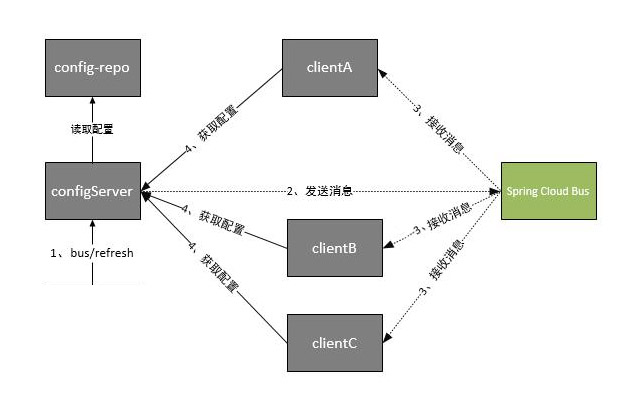 config-repo
clientA
读取配置
4、获取配置
3、接收消息
configServer
2、发送消息
Spring Cloud Bus
4、获取配置
3、接收消息
1、bus/refresh
clientB
4、获取配置
3、接收消息
clientC